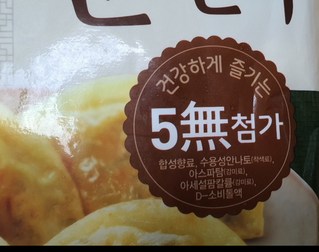 건강하게 즐기는
5無첨가
합성향료, 수용성안나토(착색료),
아스파탐(감미료),
아세설팜칼륨(감미료),
D-소비톨액